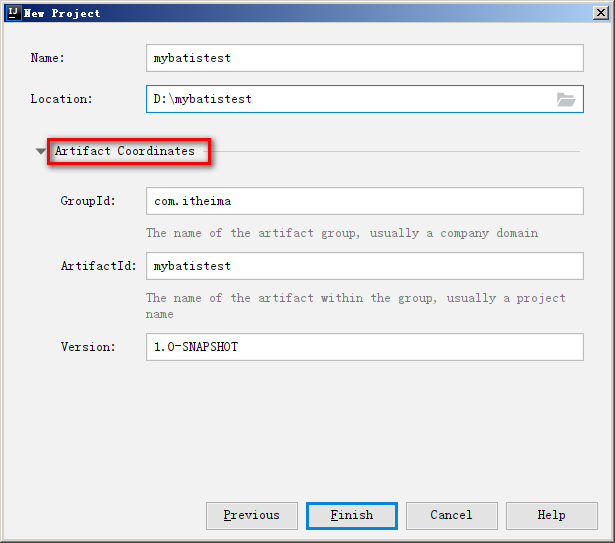 IJ New Project
Name:
mybatistest
Location:
D:\mybatistest
Artifact Coordinates
GroupId:
com.itheima
The name of the artifact group, usually a company domain
ArtifactId:
mybatistest
The name of the artifact within the group, usually a project
name
Version:
1.0-SNAPSHOT
Previous
Finish
Cancel
Help